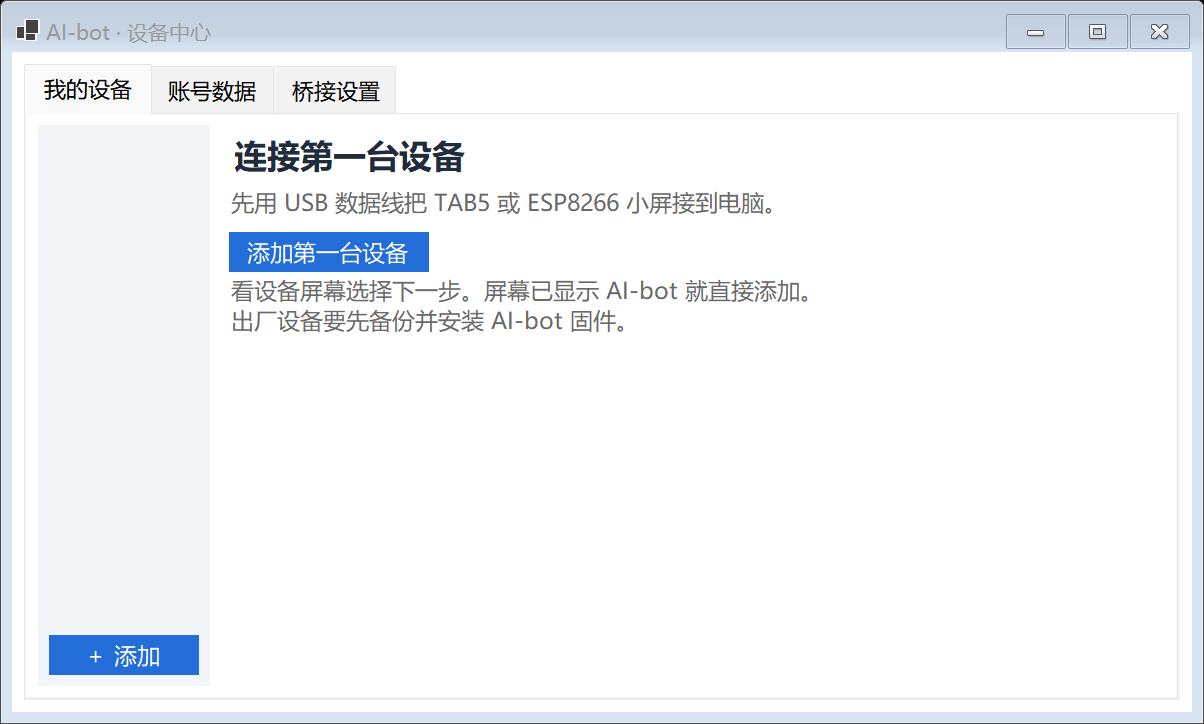 AI-bot · 设备中心
我的设备 账号数据 桥接设置
连接第一台设备
先用 USB 数据线把 TAB5 或 ESP8266 小屏接到电脑。
添加第一台设备
看设备屏幕选择下一步。屏幕已显示 AI-bot 就直接添加。
出厂设备要先备份并安装 AI-bot 固件。
+ 添加